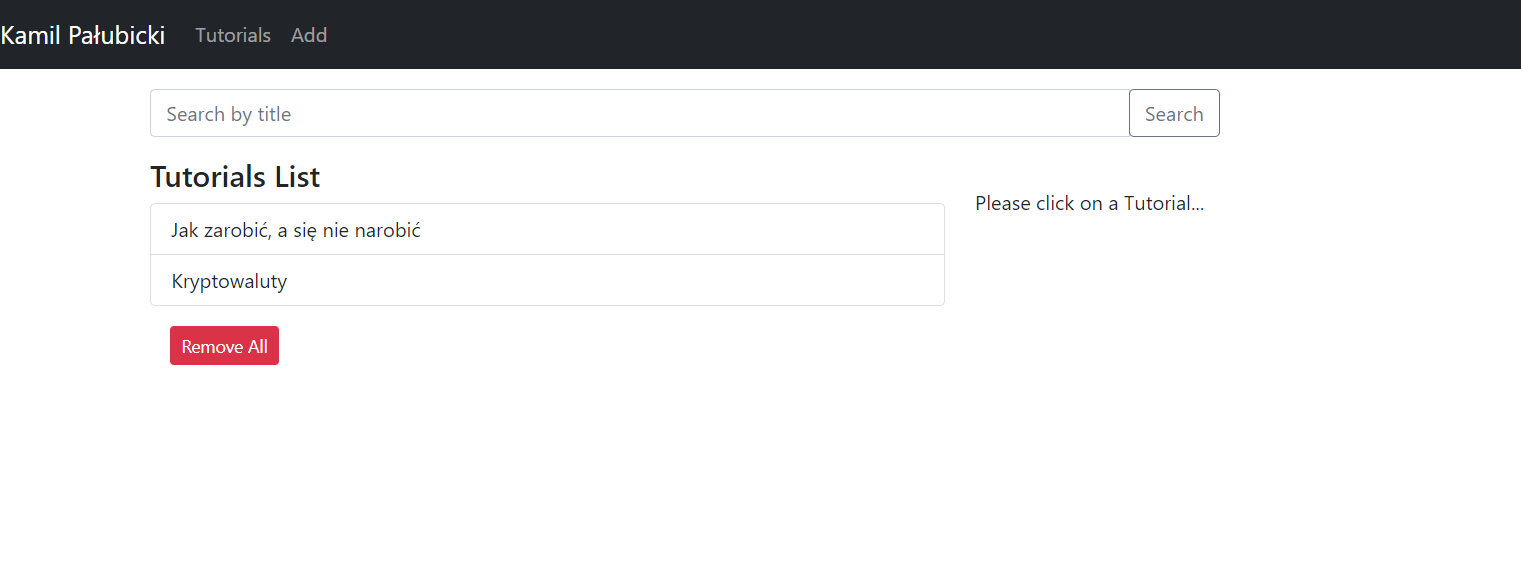 Kamil Pałubicki Tutorials Add
Search by title Search
Tutorials List
Please click on a Tutorial...
Jak zarobić, a się nie narobić
Kryptowaluty
Remove All